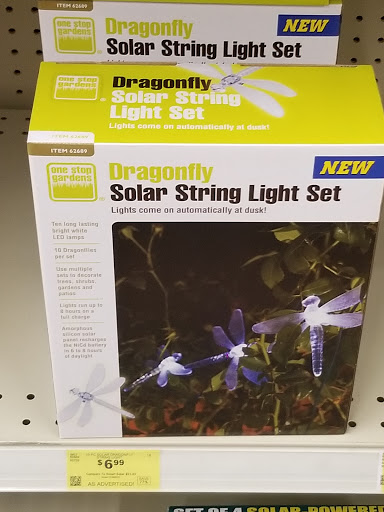 ITEM 62689
one stop
gardens
Dragonfly
NEW
Solar String Light Set
one stop
gardens
Dragonfly
Solar String
Light Set
Lights come on automatically at dusk!
ITEM 62689
one stop
gardens
Dragonfly
NEW
Solar String Light Set
Lights come on automatically at dusk!
Ten long lasting
bright white
LED lamps
10 Dragonflies
per set
Use multiple
sets to decorate
trees, shrubs,
gardens and
patios
Lights run up to
8 hours on a
full charge
Amorphous
silicon solar
panel recharges
the NiCd battery
in 6 to 8 hours
of daylight
$6.99
AS ADVERTISED!
SET OF 4 SOLAR POWERED